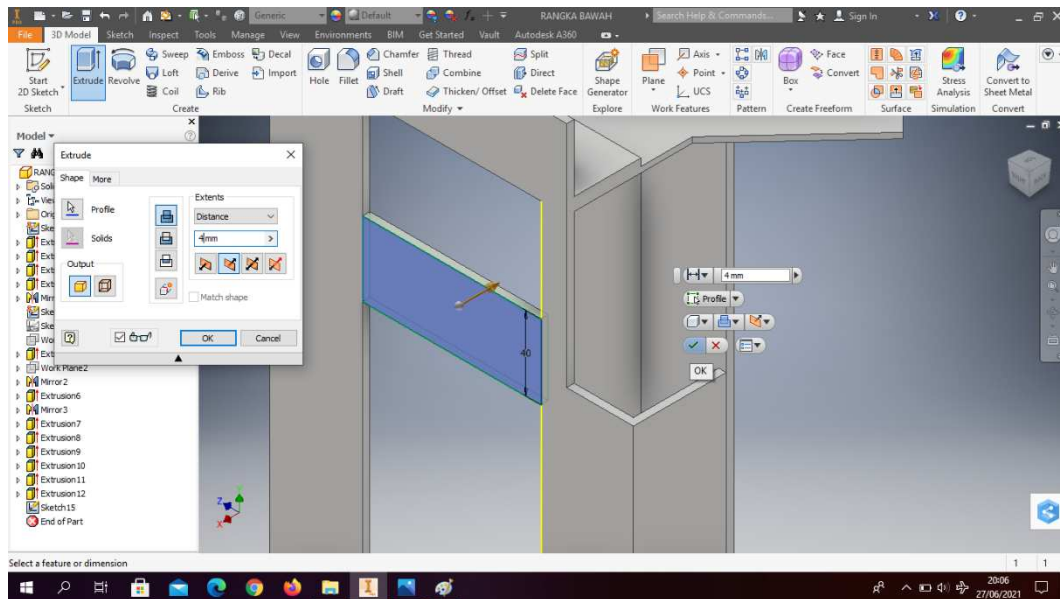 Generic
Default
RANGKA BAWAH
Search Help & Commands...
Sign In
File 3D Model Sketch Inspect Tools Manage View Environments BIM Get Started Vault Autodesk A360
Start
2D Sketch
Extrude
Revolve
Sweep
Loft
Coil
Emboss
Derive
Rib
Decal
Import
Hole
Fillet
Chamfer
Shell
Draft
Thread
Combine
Thicken/ Offset
Split
Direct
Delete Face
Shape
Generator
Plane
Axis
Point
UCS
Box
Face
Convert
Stress
Analysis
Convert to
Sheet Metal
Sketch Create Modify Explore Work Features Pattern Create Freeform Surface Simulation Convert
Model
Extrude
Shape More
Profile
Solids
Output
Extents
Distance
4mm
Match shape
OK Cancel
Work Plane2
Mirror2
Extrusion6
Mirror3
Extrusion7
Extrusion8
Extrusion9
Extrusion10
Extrusion11
Extrusion12
Sketch15
End of Part
40
4 mm
Profile
OK
Z
Y
X
Select a feature or dimension
1 1
20:06
27/06/2021